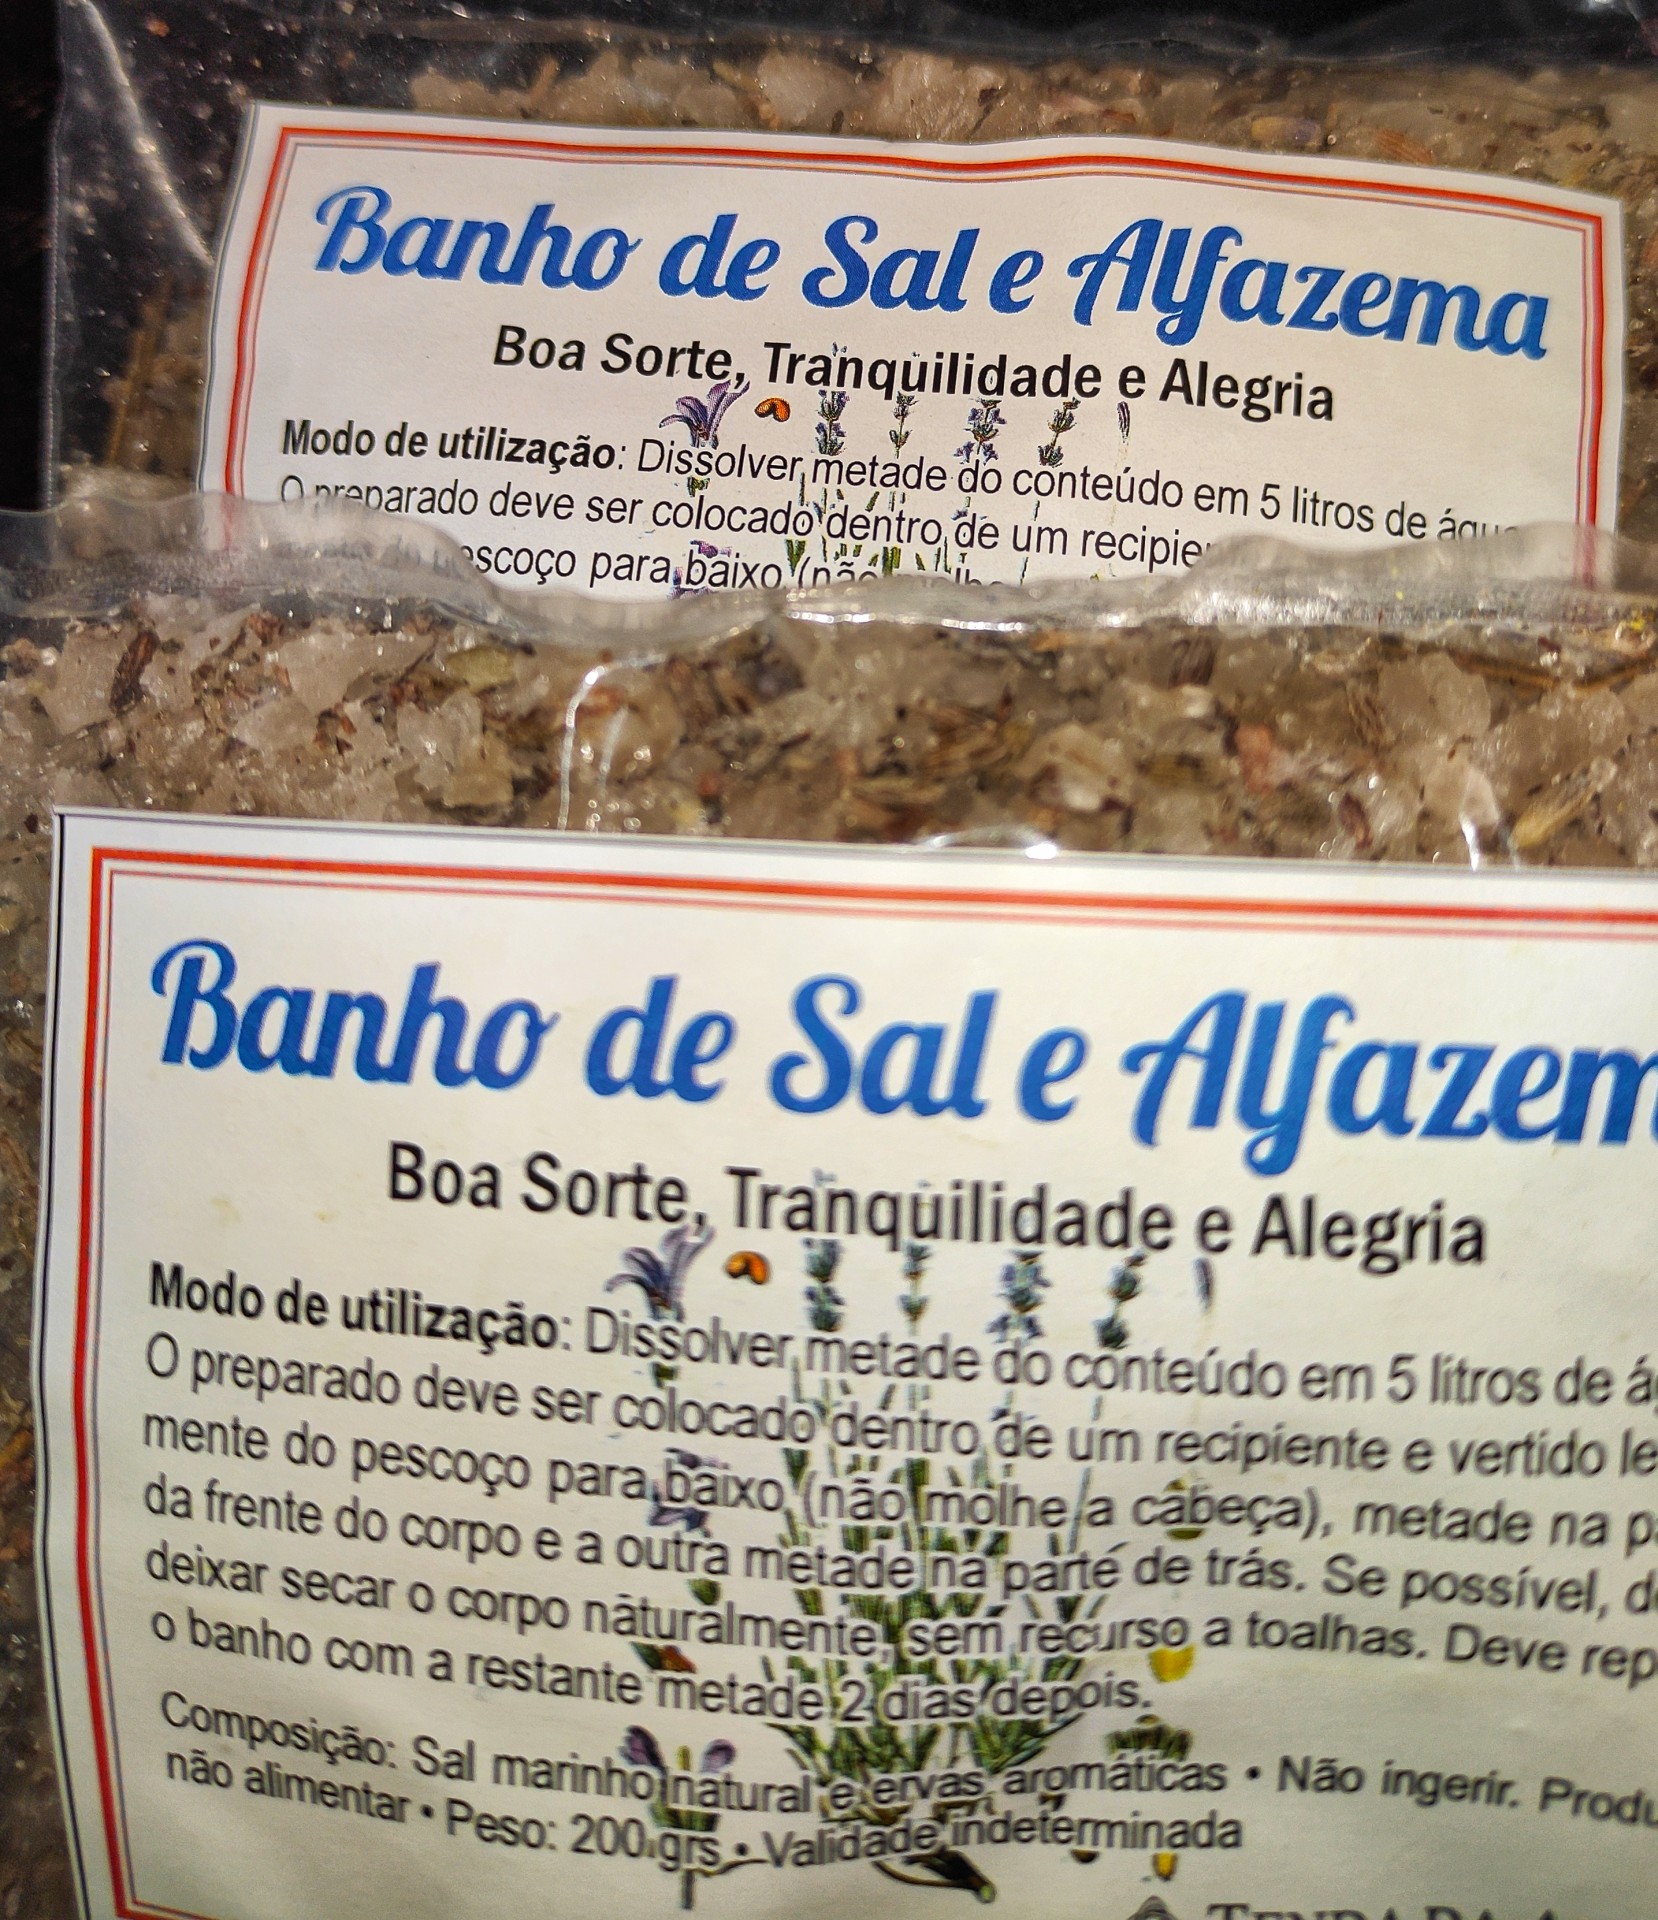 Banho de Sal e Alfazema
Boa Sorte, Tranqüilidade e Alegria
Modo de utilização: Dissolver metade do conteúdo em 5 litros de
O preparado deve ser colocado dentro de um
para baixo
Banho de Sal e Alfazem
Boa Sorte, Tranqüilidade e Alegria
Modo de utilização: Dissolver metade do conteúdo em 5 litros de
O preparado deve ser colocado dentro de um recipiente e vertido le
mente do pescoço para baixo (não molhe a cabeça), metade na
da frente do corpo e a outra metade na parte de trás. Se possível,
deixar secar o corpo naturalmente, sem recurso a toalhas. Deve rep
o banho com a restante metade 2 dias depois.
Composição: Sal marinho natural e ervas aromáticas • Não ingerir. Produ
não alimentar • Peso: 200 grs • Validade indeterminada